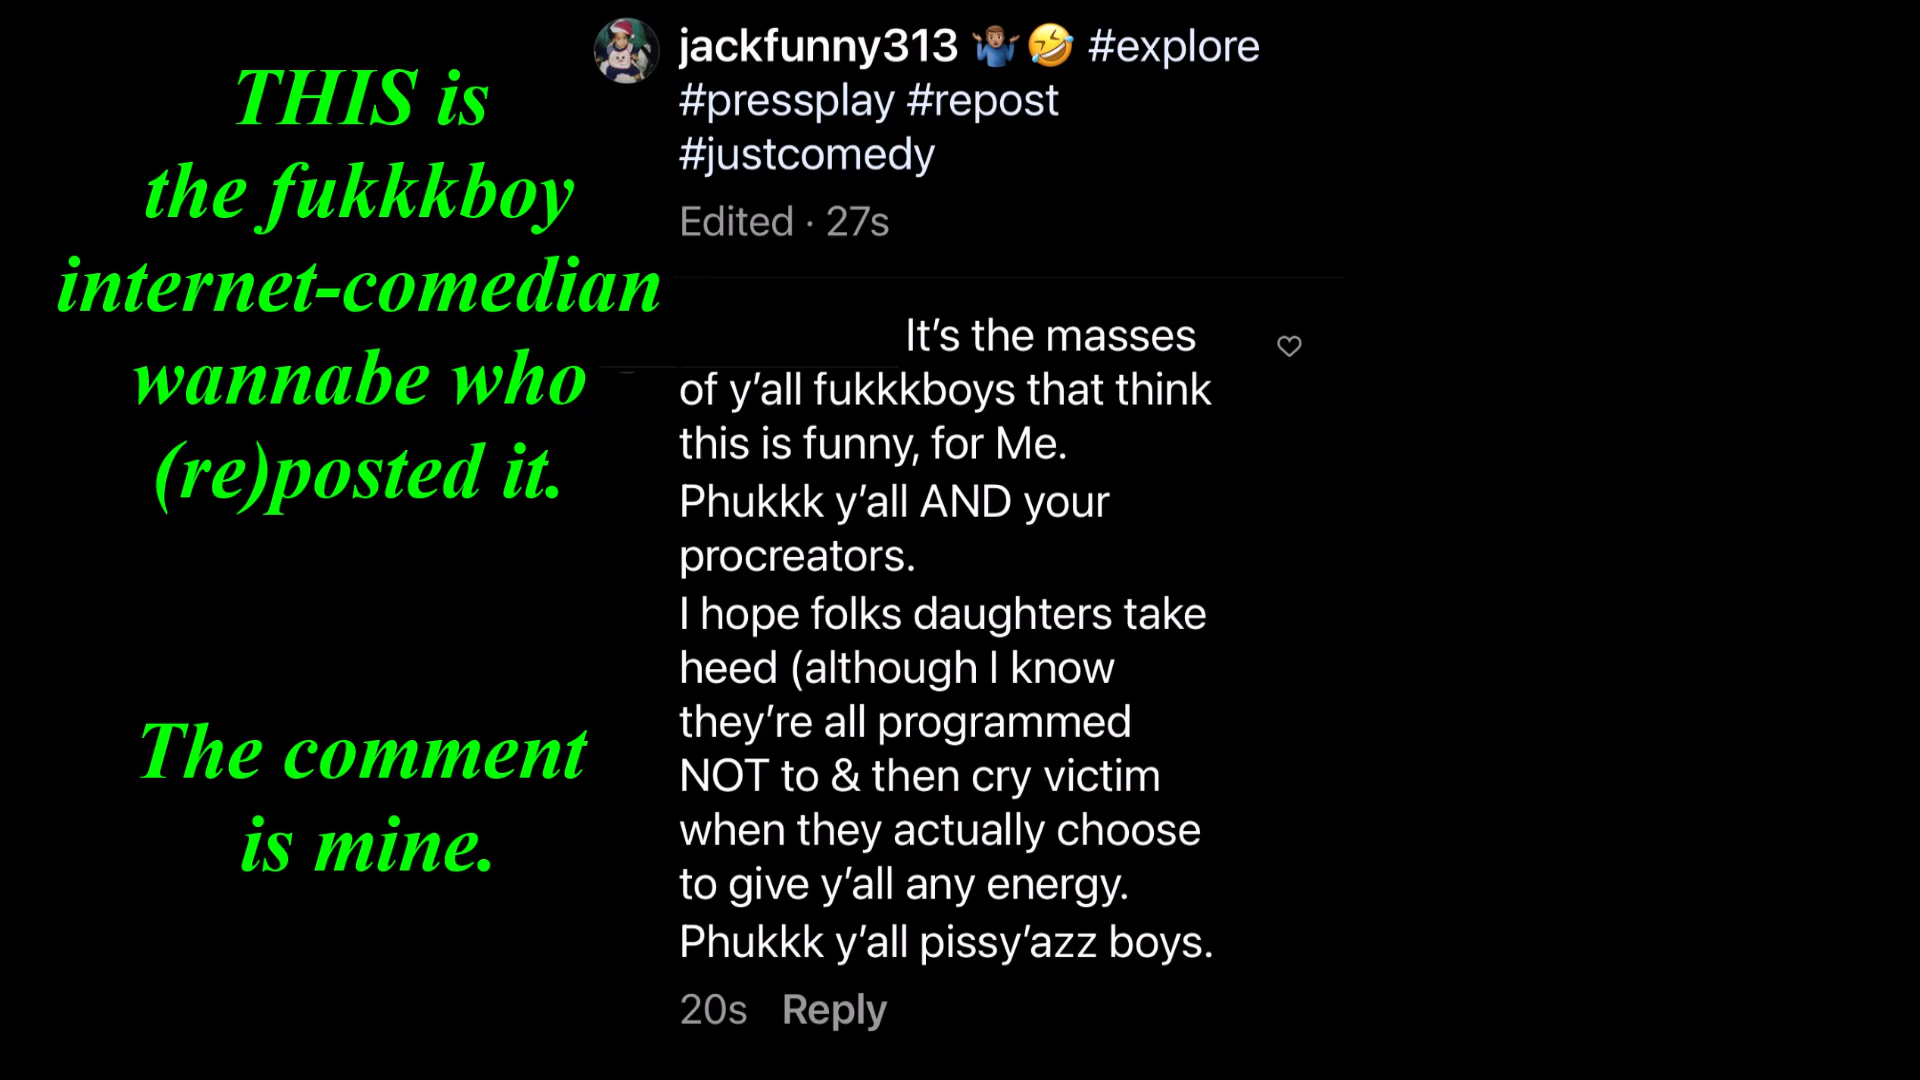 THIS is
the fukkkboy
internet-comedian
wannabe who
(re)posted it.
The comment
is mine.
jackfunny313 🤷🏽‍♂️ 🤣 #explore
#pressplay #repost
#justcomedy
Edited · 27s
It’s the masses
of y’all fukkkboys that think
this is funny, for Me.
Phukkk y’all AND your
procreators.
I hope folks daughters take
heed (although I know
they’re all programmed
NOT to & then cry victim
when they actually choose
to give y’all any energy.
Phukkk y’all pissy’azz boys.
20s Reply